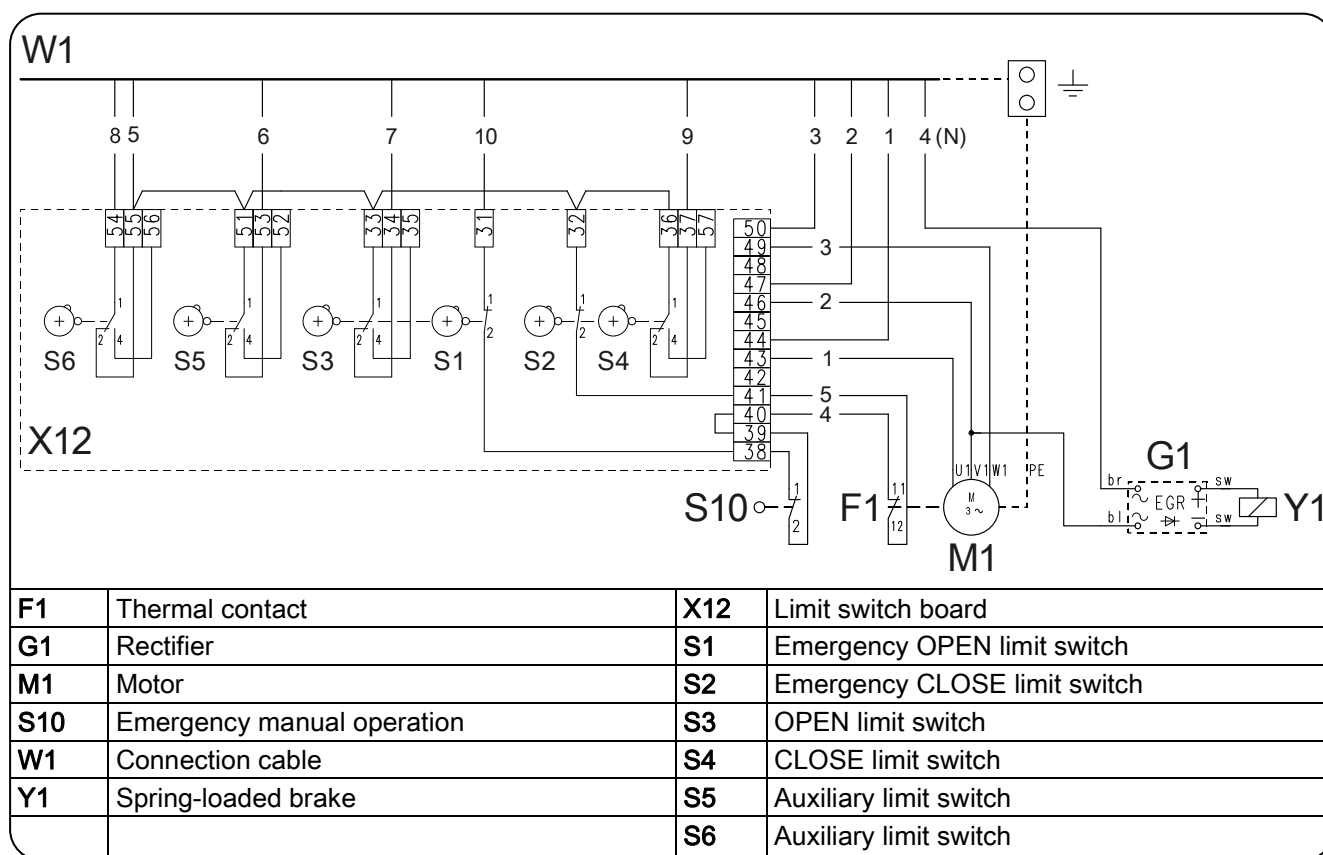 W1
8 5 6 7 10 9 3 2 1 4 (N)
54 55 56 51 53 52 33 34 35 31 32 36 37 57
50
49 3
48
47
46 2
45
44
43 1
42
41 5
40 4
39
38
1 1 1 1 1 1
2 4 2 4 2 4 2 2 2 4
S6 S5 S3 S1 S2 S4
X12
U1 V1 W1 PE
G1
br sw
EGR + Y1
bl - sw
S10 1 2
F1 11 12
M 3 ~
M1
F1 Thermal contact X12 Limit switch board
G1 Rectifier S1 Emergency OPEN limit switch
M1 Motor S2 Emergency CLOSE limit switch
S10 Emergency manual operation S3 OPEN limit switch
W1 Connection cable S4 CLOSE limit switch
Y1 Spring-loaded brake S5 Auxiliary limit switch
S6 Auxiliary limit switch